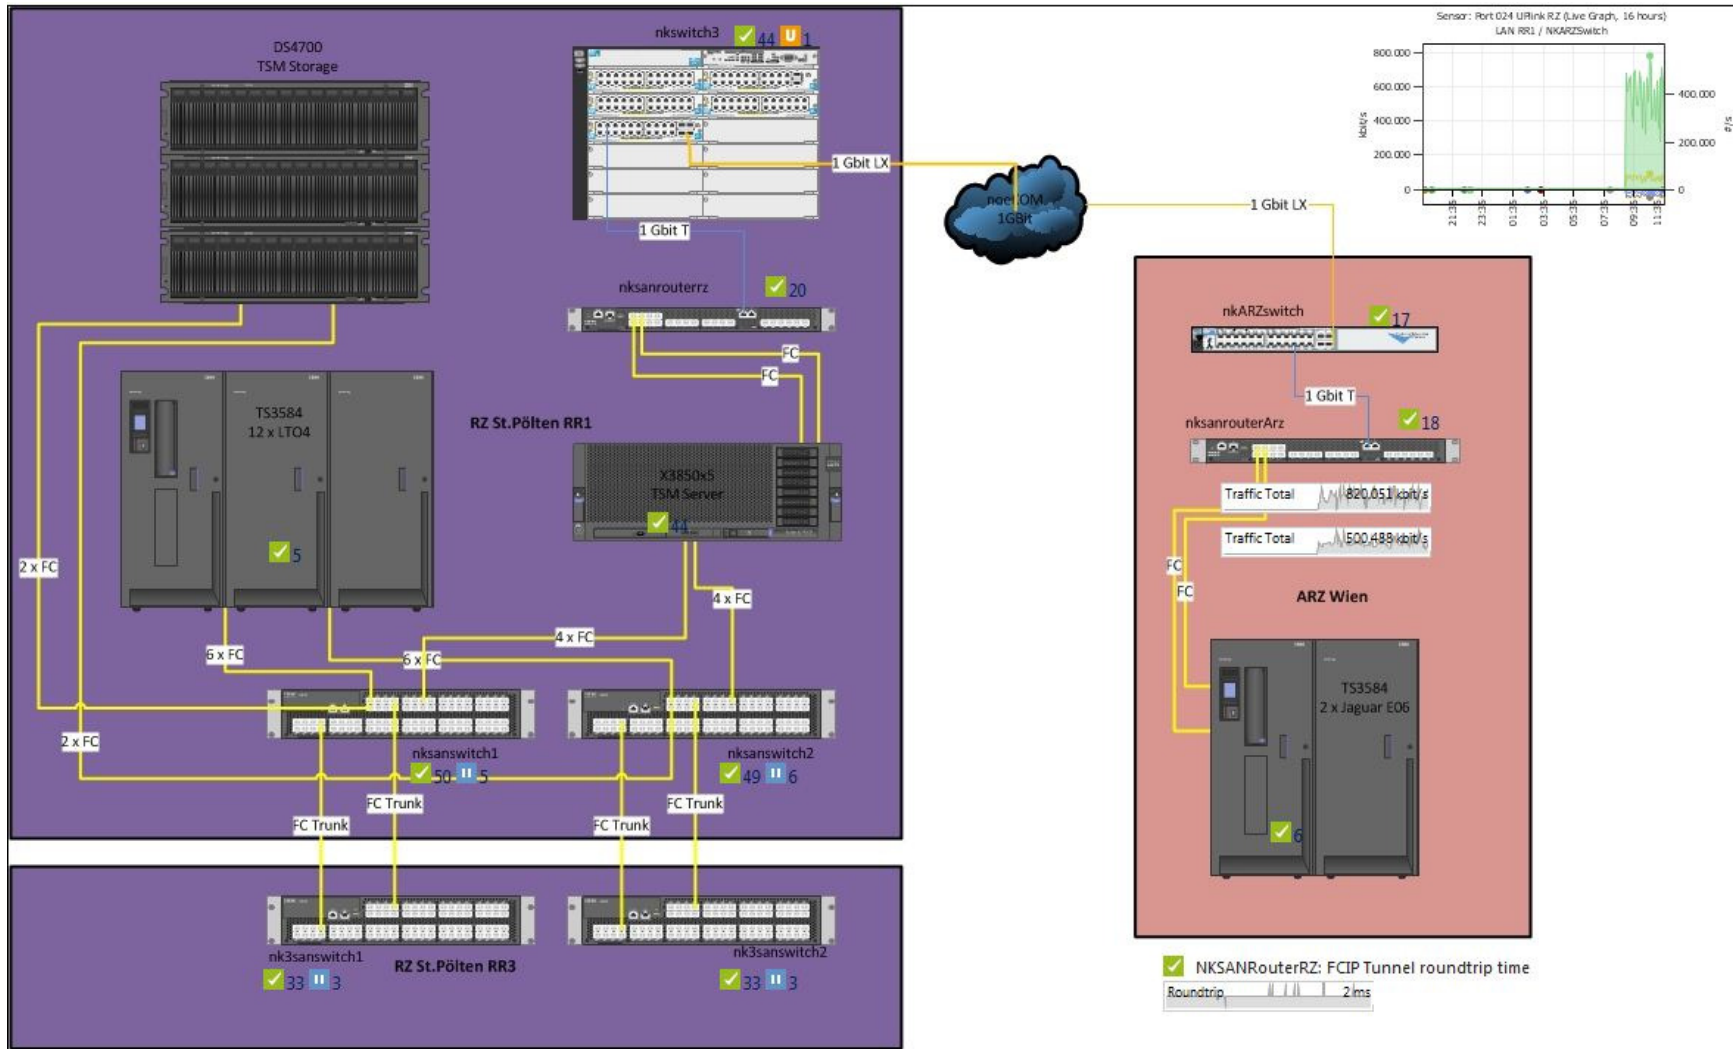 DS4700
TSM Storage
nkswitch3
44
U
1
1 Gbit LX
1 Gbit T
nksanrouterrz
20
FC
FC
TS3584
12 x LTO4
5
RZ St.Pölten RR1
X3850x5
TSM Server
44
2 x FC
4 x FC
4 x FC
6 x FC
6 x FC
2 x FC
nksanswitch1
50
5
nksanswitch2
49
6
FC Trunk
FC Trunk
FC Trunk
FC Trunk
nk3sanswitch1
33
3
RZ St.Pölten RR3
nk3sanswitch2
33
3
noeKOM
1GBit
1 Gbit LX
Sensor: Port 024 UPlink RZ (Live Graph, 16 hours)
LAN RR1 / NKARZSwitch
800.000
600.000
400.000
200.000
0
kbit/s
400.000
200.000
0
#/s
21:35
23:35
01:35
03:35
05:35
07:35
09:35
11:35
nkARZswitch
17
1 Gbit T
nksanrouterArz
18
Traffic Total 820.051 kbit/s
Traffic Total 500.488 kbit/s
FC
FC
ARZ Wien
TS3584
2 x Jaguar E06
6
NKSANRouterRZ: FCIP Tunnel roundtrip time
Roundtrip 2 ms